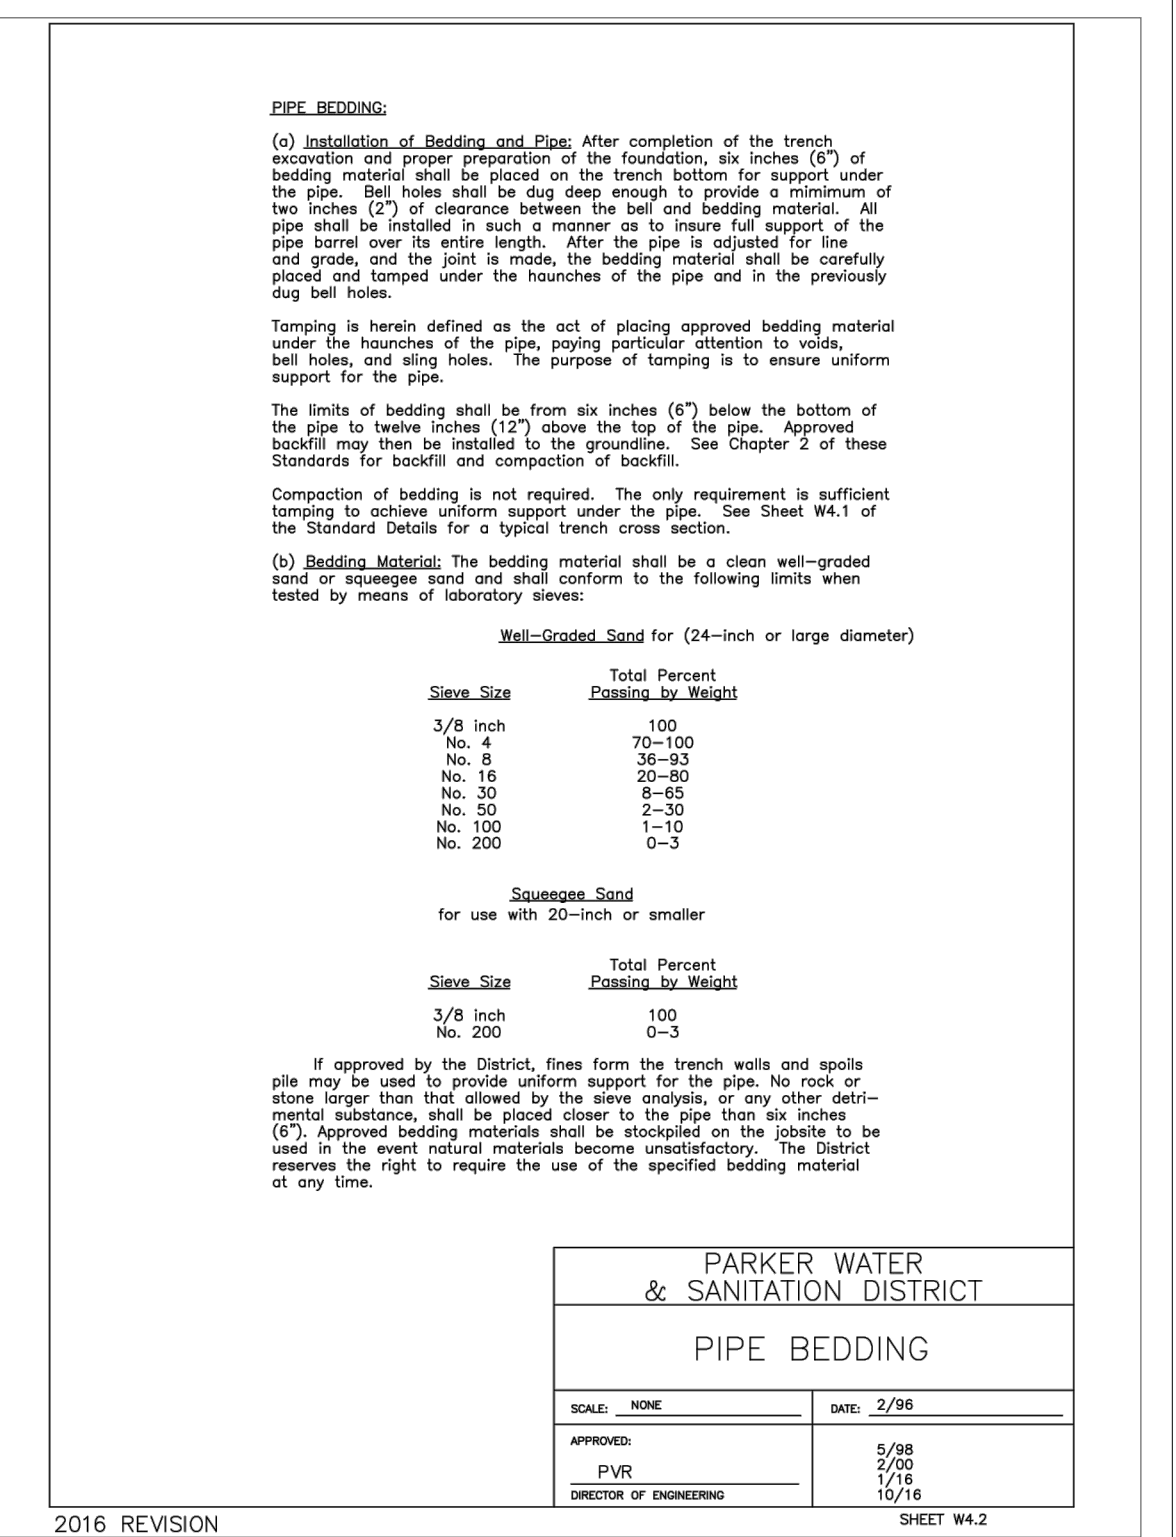 PIPE BEDDING:
(a) Installation of Bedding and Pipe: After completion of the trench
excavation and proper preparation of the foundation, six inches (6") of
bedding material shall be placed on the trench bottom for support under
the pipe. Bell holes shall be dug deep enough to provide a mimimum of
two inches (2") of clearance between the bell and bedding material. All
pipe shall be installed in such a manner as to insure full support of the
pipe barrel over its entire length. After the pipe is adjusted for line
and grade, and the joint is made, the bedding material shall be carefully
placed and tamped under the haunches of the pipe and in the previously
dug bell holes.
Tamping is herein defined as the act of placing approved bedding material
under the haunches of the pipe, paying particular attention to voids,
bell holes, and sling holes. The purpose of tamping is to ensure uniform
support for the pipe.
The limits of bedding shall be from six inches (6") below the bottom of
the pipe to twelve inches (12") above the top of the pipe. Approved
backfill may then be installed to the groundline. See Chapter 2 of these
Standards for backfill and compaction of backfill.
Compaction of bedding is not required. The only requirement is sufficient
tamping to achieve uniform support under the pipe. See Sheet W4.1 of
the Standard Details for a typical trench cross section.
(b) Bedding Material: The bedding material shall be a clean well-graded
sand or squeegee sand and shall conform to the following limits when
tested by means of laboratory sieves:
Well-Graded Sand for (24-inch or large diameter)
Total Percent
Sieve Size Passing by Weight
3/8 inch 100
No. 4 70-100
No. 8 36-93
No. 16 20-80
No. 30 8-65
No. 50 2-30
No. 100 1-10
No. 200 0-3
Squeegee Sand
for use with 20-inch or smaller
Total Percent
Sieve Size Passing by Weight
3/8 inch 100
No. 200 0-3
If approved by the District, fines form the trench walls and spoils
pile may be used to provide uniform support for the pipe. No rock or
stone larger than that allowed by the sieve analysis, or any other detri-
mental substance, shall be placed closer to the pipe than six inches
(6"). Approved bedding materials shall be stockpiled on the jobsite to be
used in the event natural materials become unsatisfactory. The District
reserves the right to require the use of the specified bedding material
at any time.
PARKER WATER
& SANITATION DISTRICT
PIPE BEDDING
SCALE: NONE DATE: 2/96
APPROVED:
PVR
DIRECTOR OF ENGINEERING
5/98
2/00
1/16
10/16
2016 REVISION SHEET W4.2